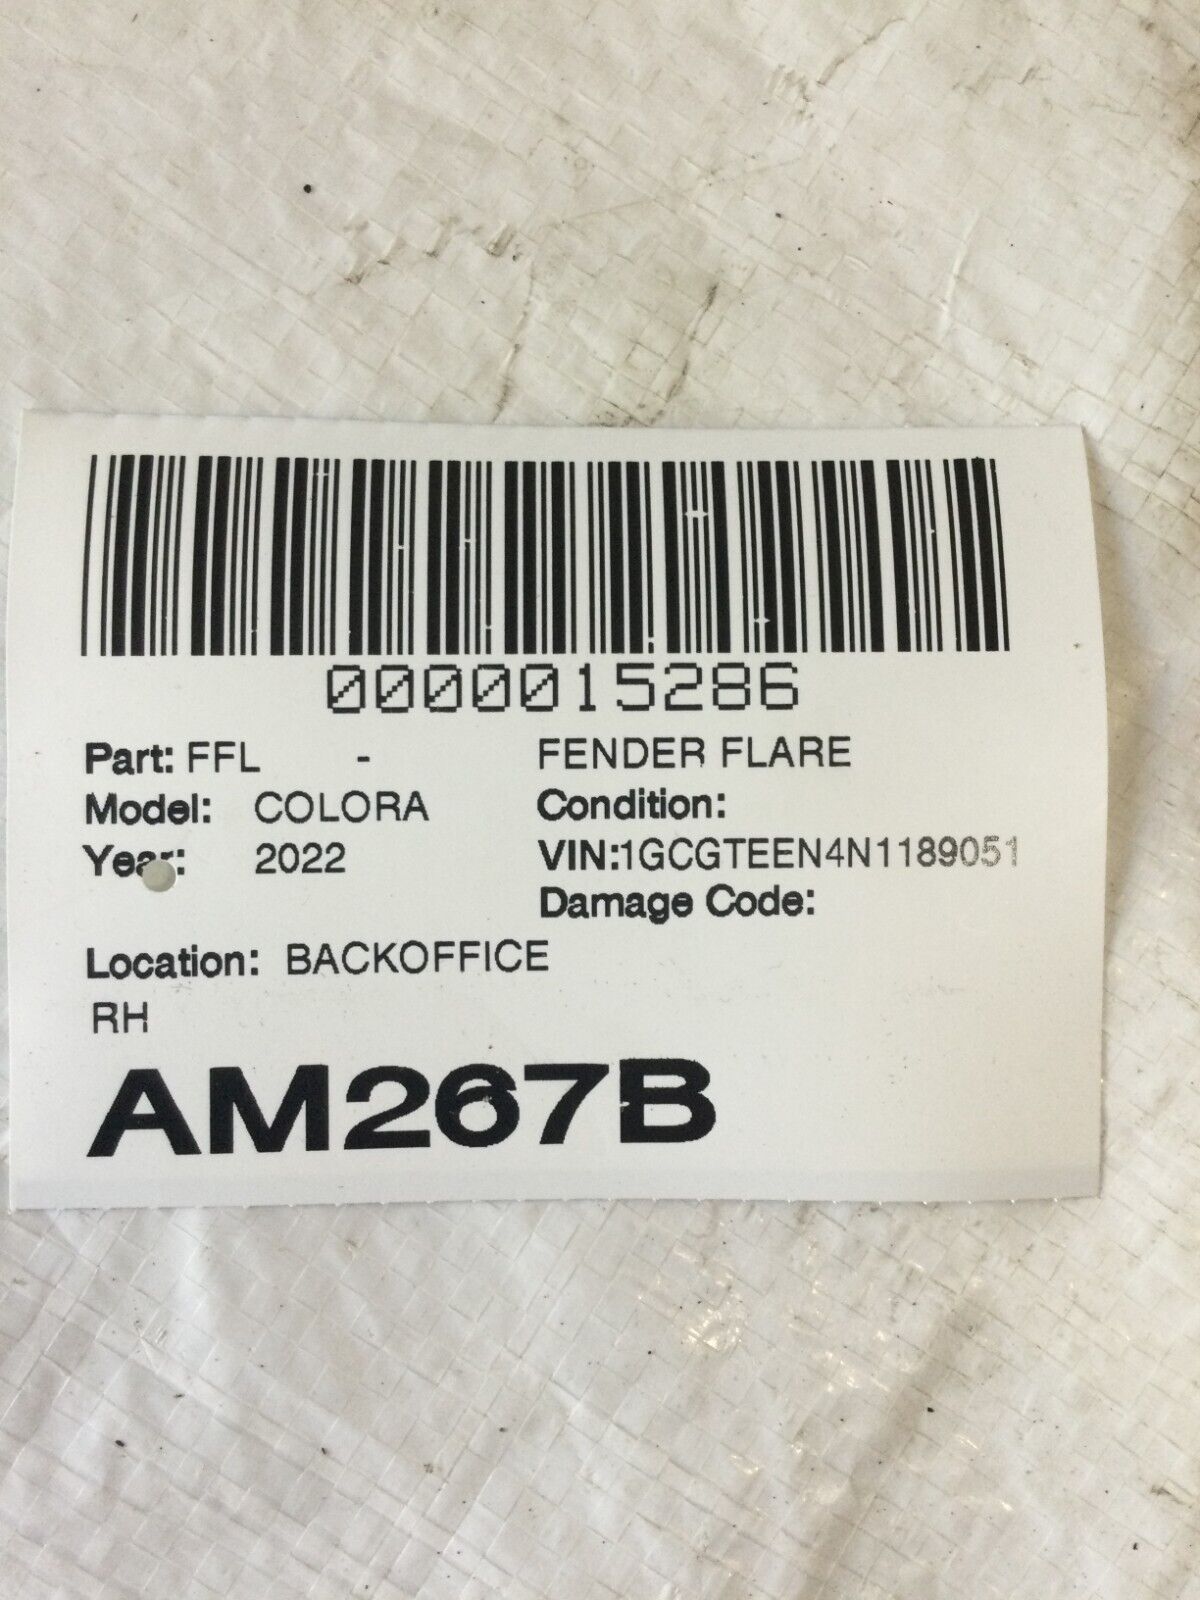 0000015286
Part: FFL - FENDER FLARE
Model: COLORA Condition:
Year: 2022 VIN:1GCGTEEN4N1189051
Damage Code:
Location: BACKOFFICE
RH
AM267B